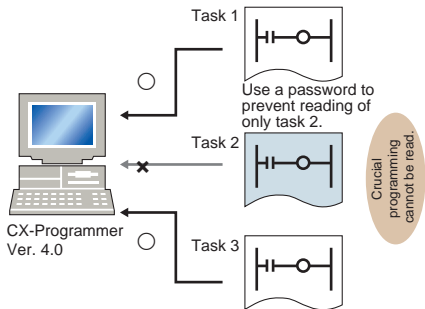 Task 1
Use a password to
prevent reading of
only task 2.
Task 2
Crucial
programming
cannot be read.
CX-Programmer
Ver. 4.0
Task 3